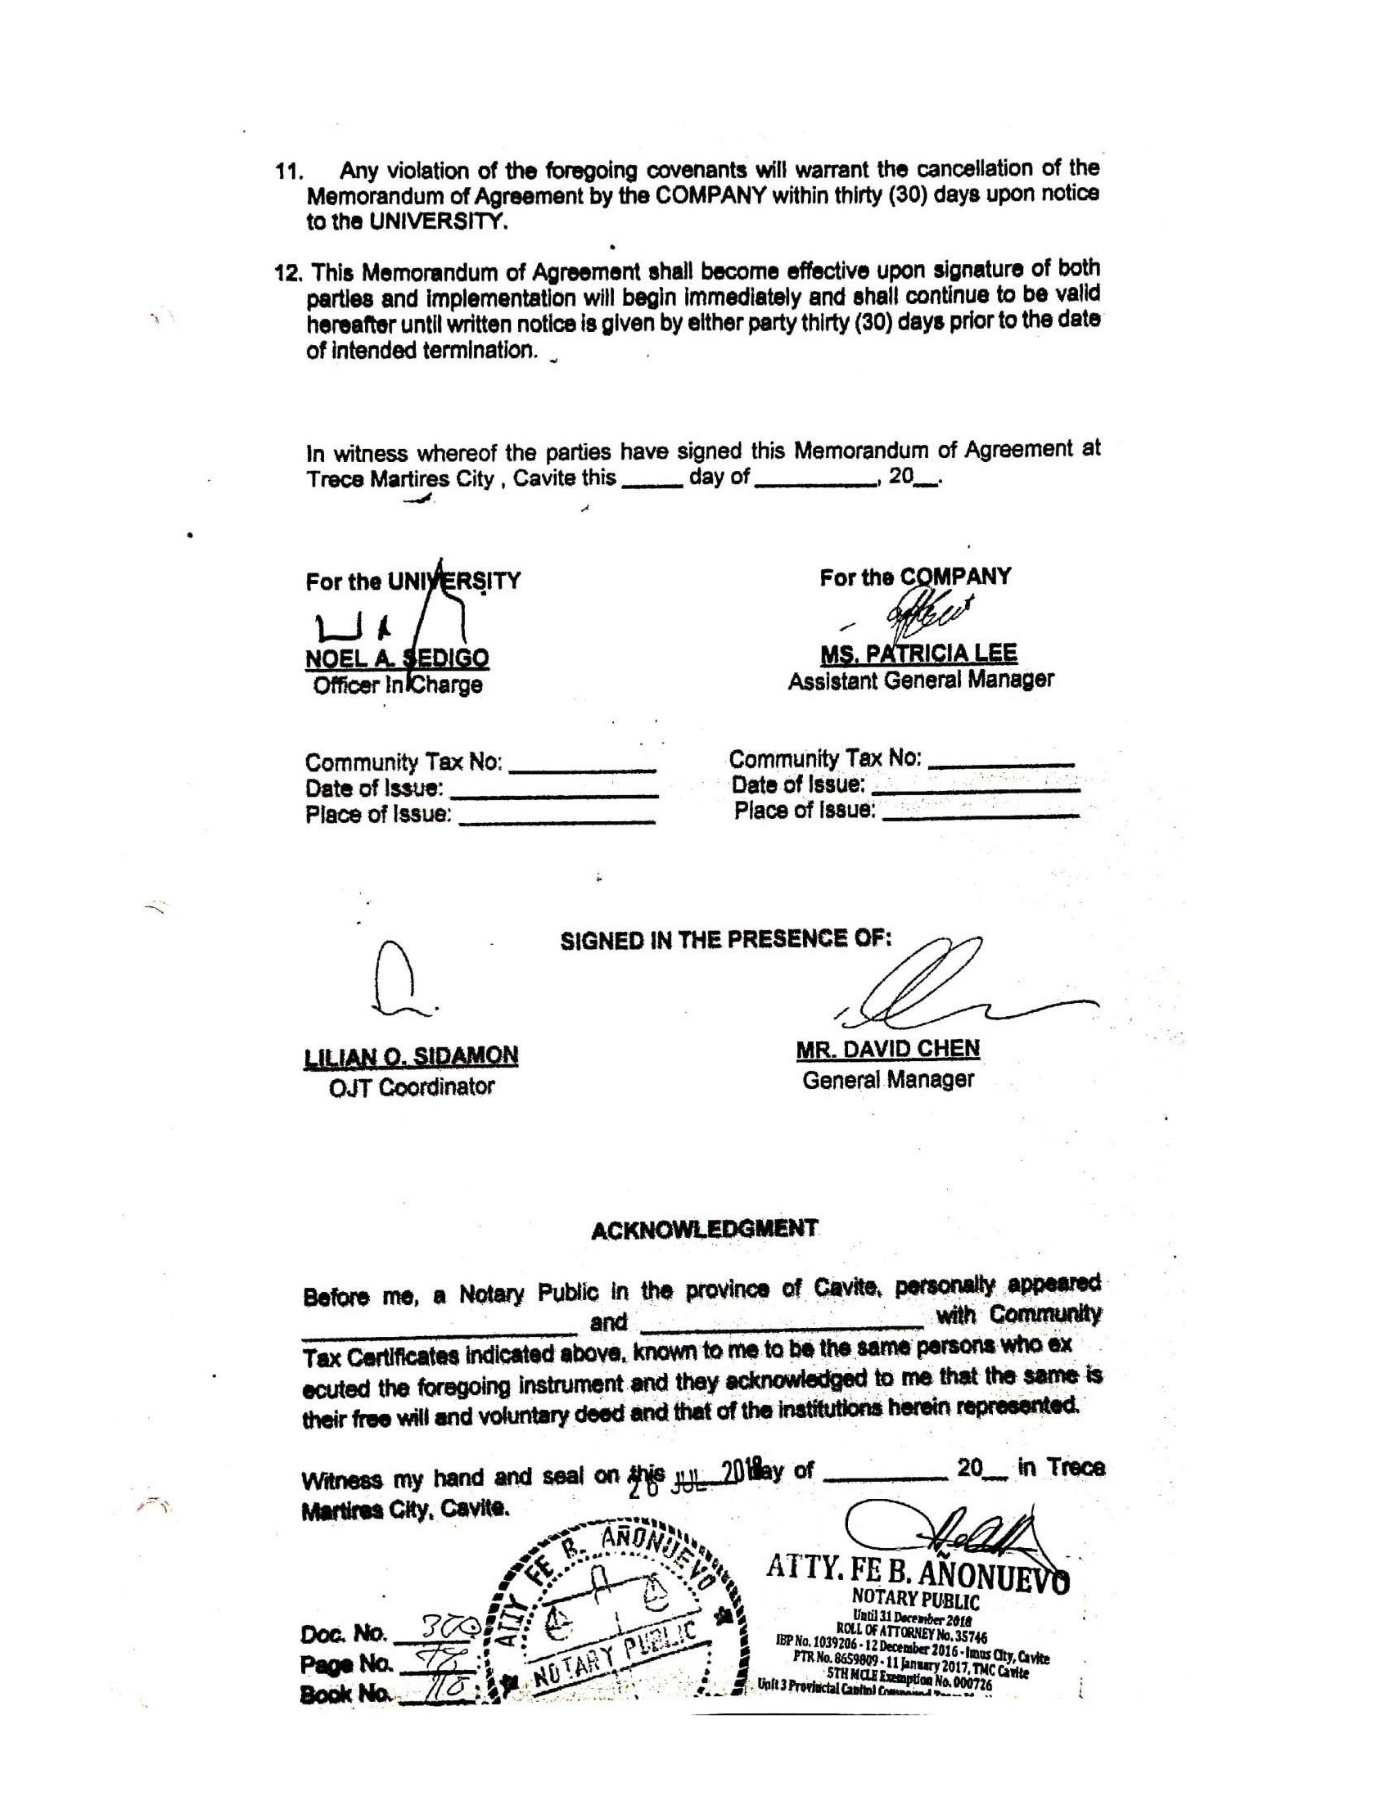 11. Any violation of the foregoing covenants will warrant the cancellation of the
Memorandum of Agreement by the COMPANY within thirty (30) days upon notice
to the UNIVERSITY.
12. This Memorandum of Agreement shall become effective upon signature of both
parties and implementation will begin immediately and shall continue to be valid
hereafter until written notice is given by either party thirty (30) days prior to the date
of intended termination.
In witness whereof the parties have signed this Memorandum of Agreement at
Trece Martires City , Cavite this _____ day of __________, 20__.
For the UNIVERSITY
For the COMPANY
NOEL A. SEDIGO
MS. PATRICIA LEE
Officer In Charge
Assistant General Manager
Community Tax No: ____________
Community Tax No: ____________
Date of Issue: _________________
Date of Issue: _________________
Place of Issue: ________________
Place of Issue: ________________
SIGNED IN THE PRESENCE OF:
LILIAN O. SIDAMON
MR. DAVID CHEN
OJT Coordinator
General Manager
ACKNOWLEDGMENT
Before me, a Notary Public in the province of Cavite, personally appeared
______________________ and ______________________ with Community
Tax Certificates indicated above, known to me to be the same persons who ex
ecuted the foregoing instrument and they acknowledged to me that the same is
their free will and voluntary deed and that of the institutions herein represented.
Witness my hand and seal on this 26 JUL 2018 day of __________ 20__ in Trece
Martires City, Cavite.
ATTY FE B. AÑONUEVO
NOTARY PUBLIC
ATTY. FE B. AÑONUEVO
NOTARY PUBLIC
Until 31 December 2018
ROLL OF ATTORNEY No. 35746
IBP No. 1039206 - 12 December 2016 - Imus City, Cavite
PTR No. 8659809 - 11 January 2017, TMC Cavite
5TH MCLE Exemption No. 000726
Unit 3 Provincial Capitol Compound
Doc. No.
Page No.
Book No.